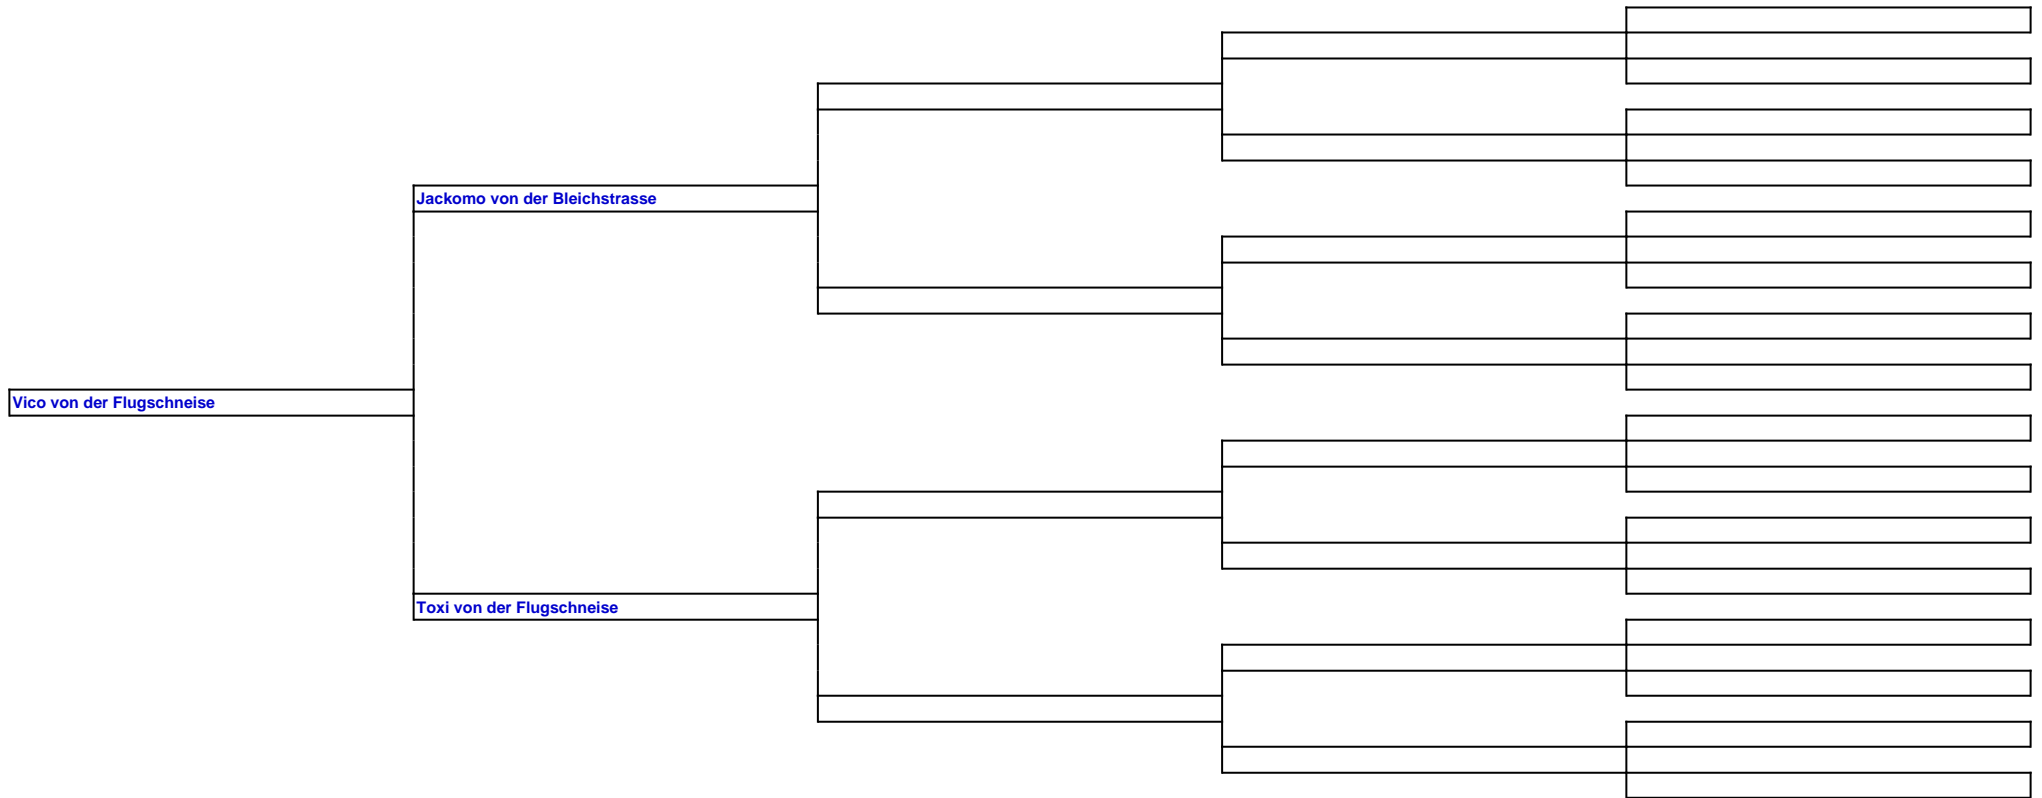 Jackomo von der Bleichstrasse
Vico von der Flugschneise
Toxi von der Flugschneise